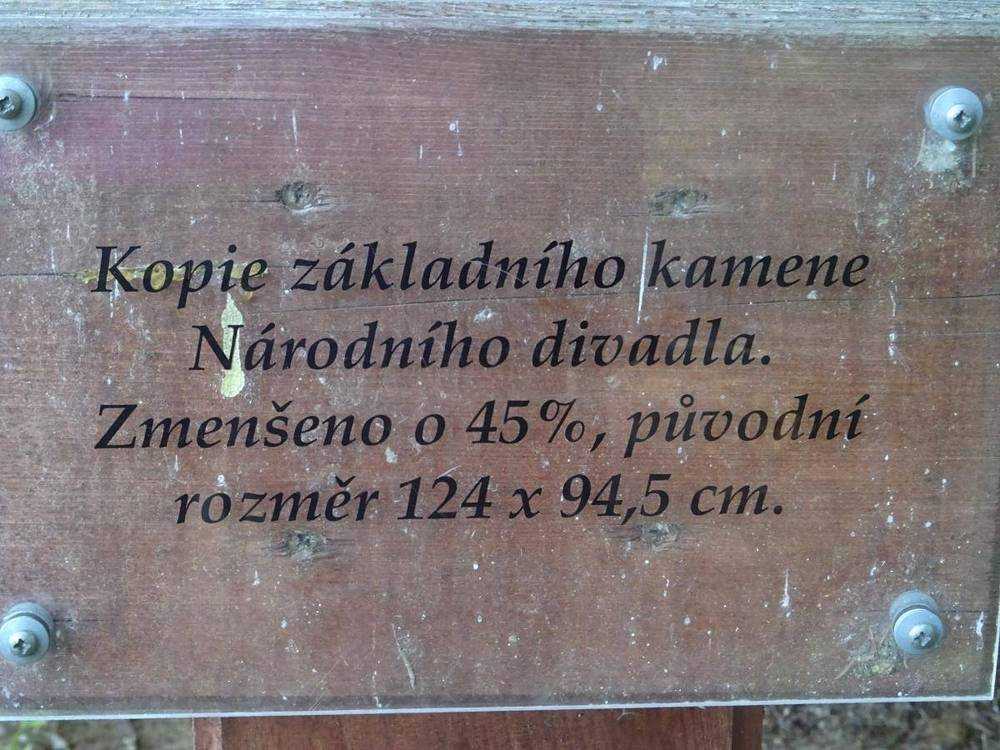 Kopie základního kamene
Národního divadla.
Zmenšeno o 45%, původní
rozměr 124 x 94,5 cm.